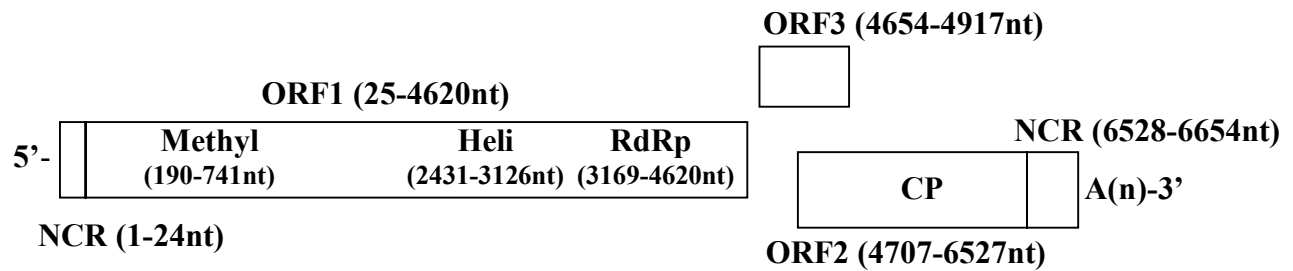 ORF3 (4654-4917nt)
ORF1 (25-4620nt)
Methyl Heli RdRp NCR (6528-6654nt)
5’- (190-741nt) (2431-3126nt) (3169-4620nt) CP A(n)-3’
NCR (1-24nt) ORF2 (4707-6527nt)